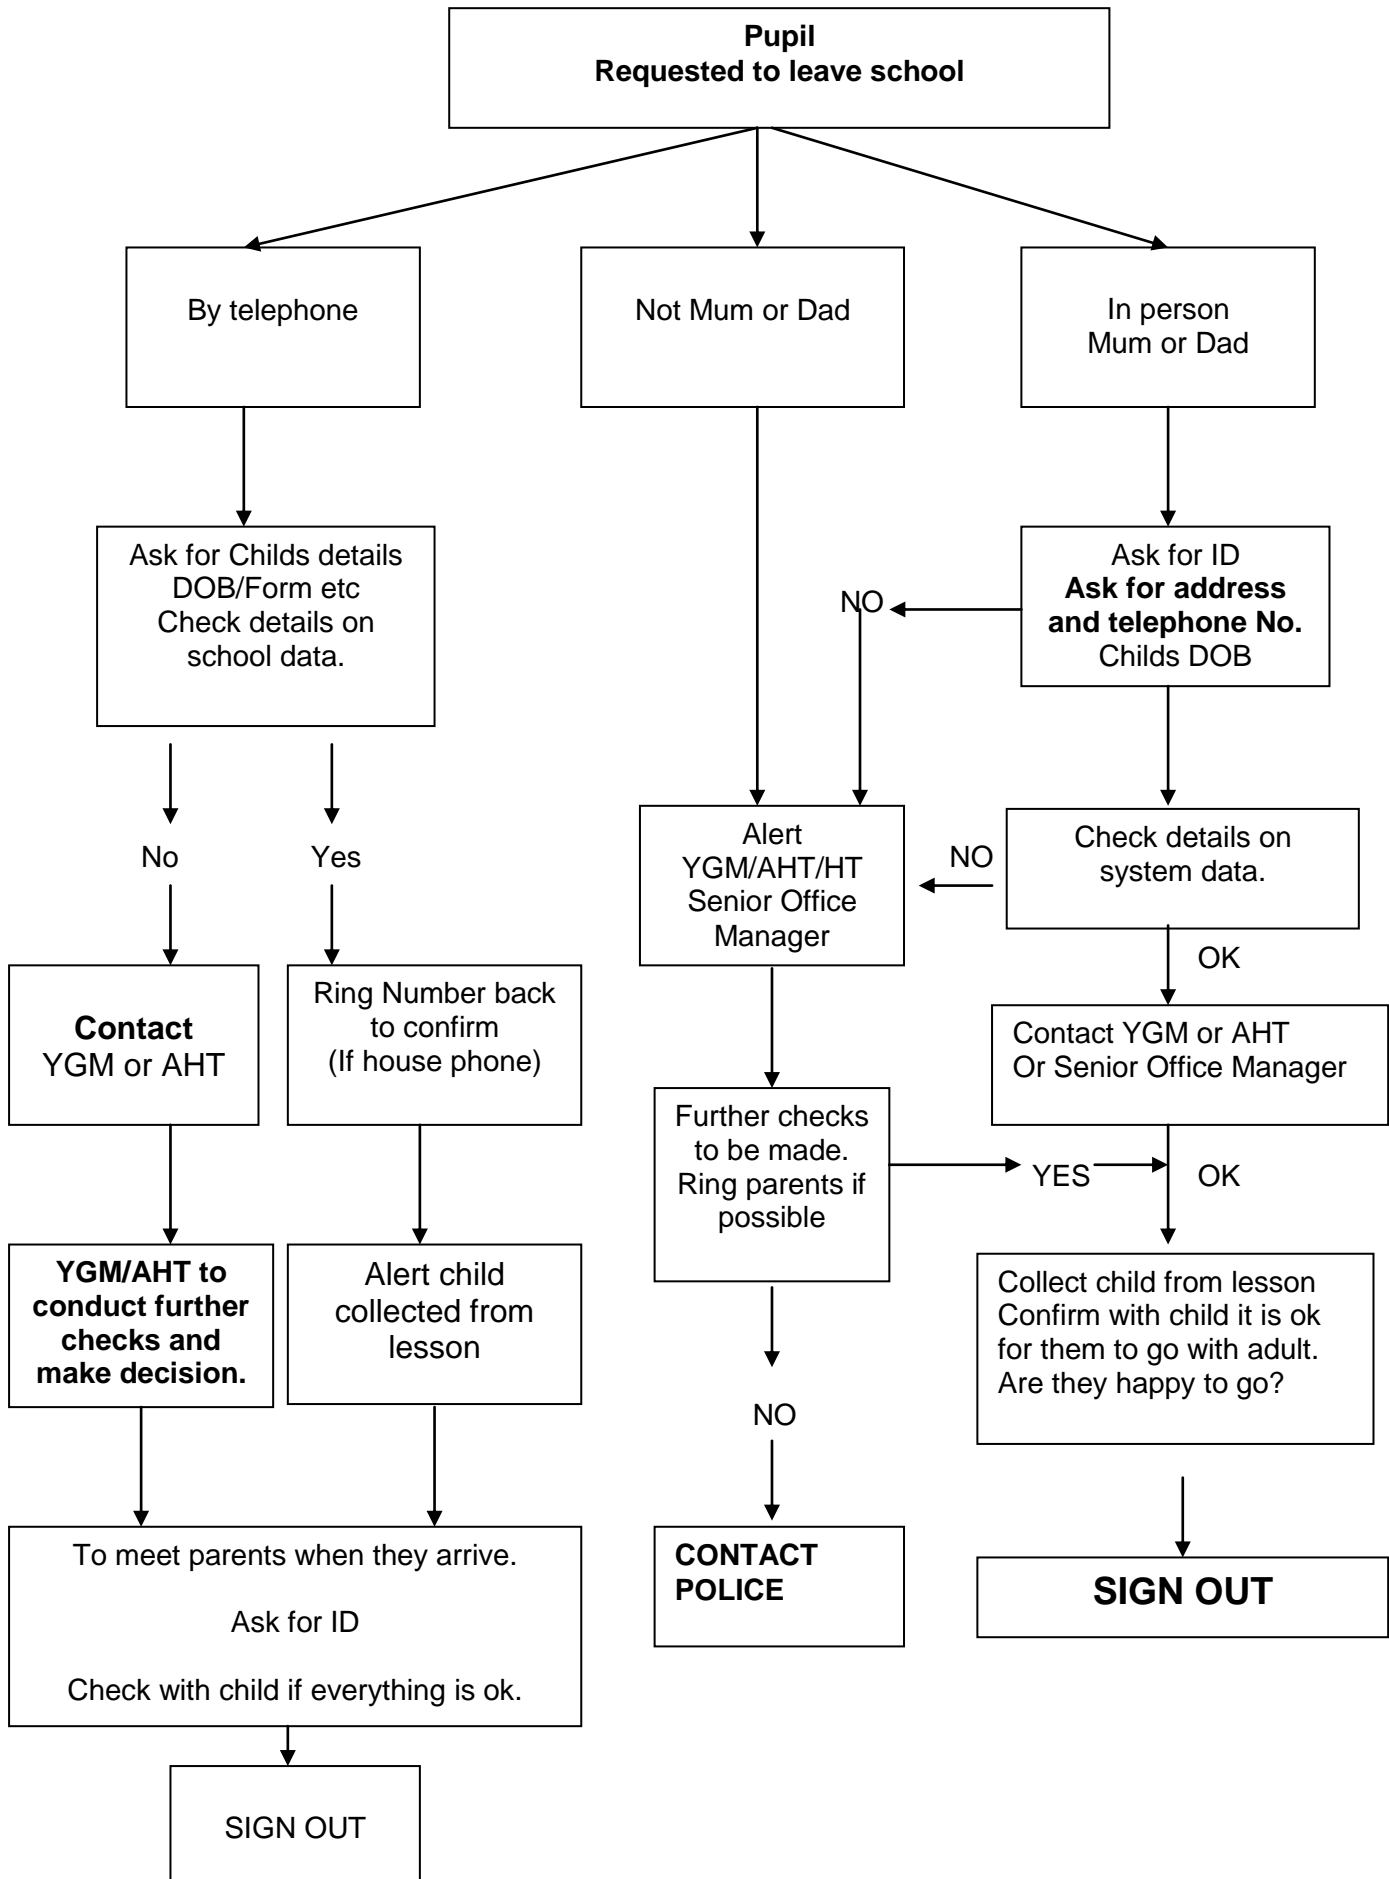 Pupil
Requested to leave school
By telephone
Not Mum or Dad
In person
Mum or Dad
Ask for Childs details
DOB/Form etc
Check details on
school data.
Ask for ID
Ask for address
and telephone No.
Childs DOB
NO
No
Yes
Alert
YGM/AHT/HT
Senior Office
Manager
NO
Check details on
system data.
OK
Contact
YGM or AHT
Ring Number back
to confirm
(If house phone)
Contact YGM or AHT
Or Senior Office Manager
Further checks
to be made.
Ring parents if
possible
YES
OK
YGM/AHT to
conduct further
checks and
make decision.
Alert child
collected from
lesson
Collect child from lesson
Confirm with child it is ok
for them to go with adult.
Are they happy to go?
NO
To meet parents when they arrive.
Ask for ID
Check with child if everything is ok.
CONTACT
POLICE
SIGN OUT
SIGN OUT